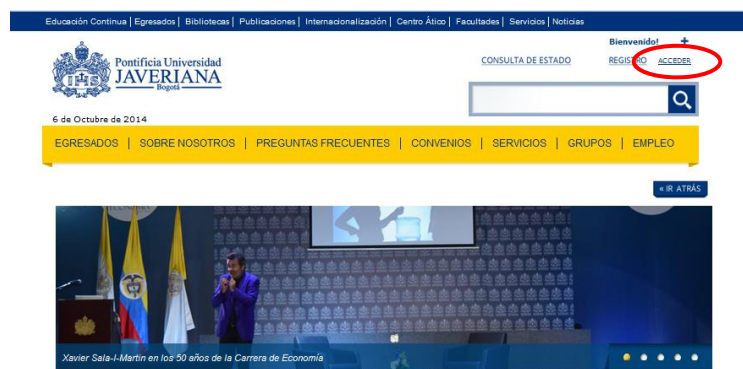 Educación Continua | Egresados | Bibliotecas | Publicaciones | Internacionalización | Centro Ático | Facultades | Servicios | Noticias
Bienvenido! +
Pontificia Universidad
JAVERIANA
Bogotá
CONSULTA DE ESTADO REGISTRO ACCEDER
6 de Octubre de 2014
EGRESADOS | SOBRE NOSOTROS | PREGUNTAS FRECUENTES | CONVENIOS | SERVICIOS | GRUPOS | EMPLEO
« IR ATRÁS
Xavier Sala-I-Martin en los 50 años de la Carrera de Economía